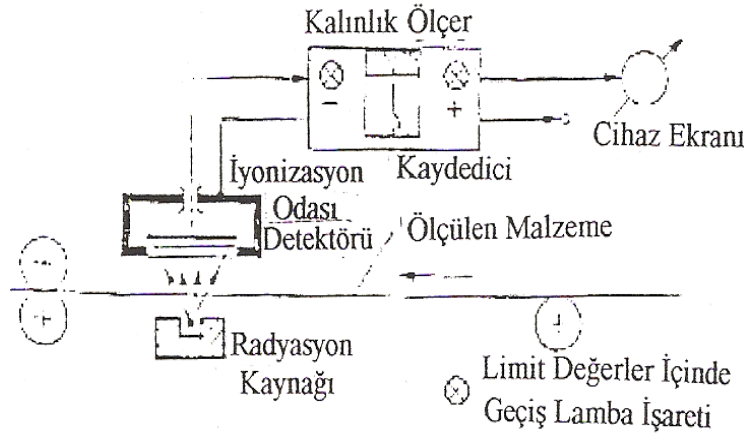 Kalınlık Ölçer
−
+
Cihaz Ekranı
İyonizasyon
Odası
Detektörü
Kaydedici
Ölçülen Malzeme
Radyasyon
Kaynağı
Limit Değerler İçinde
Geçiş Lamba İşareti